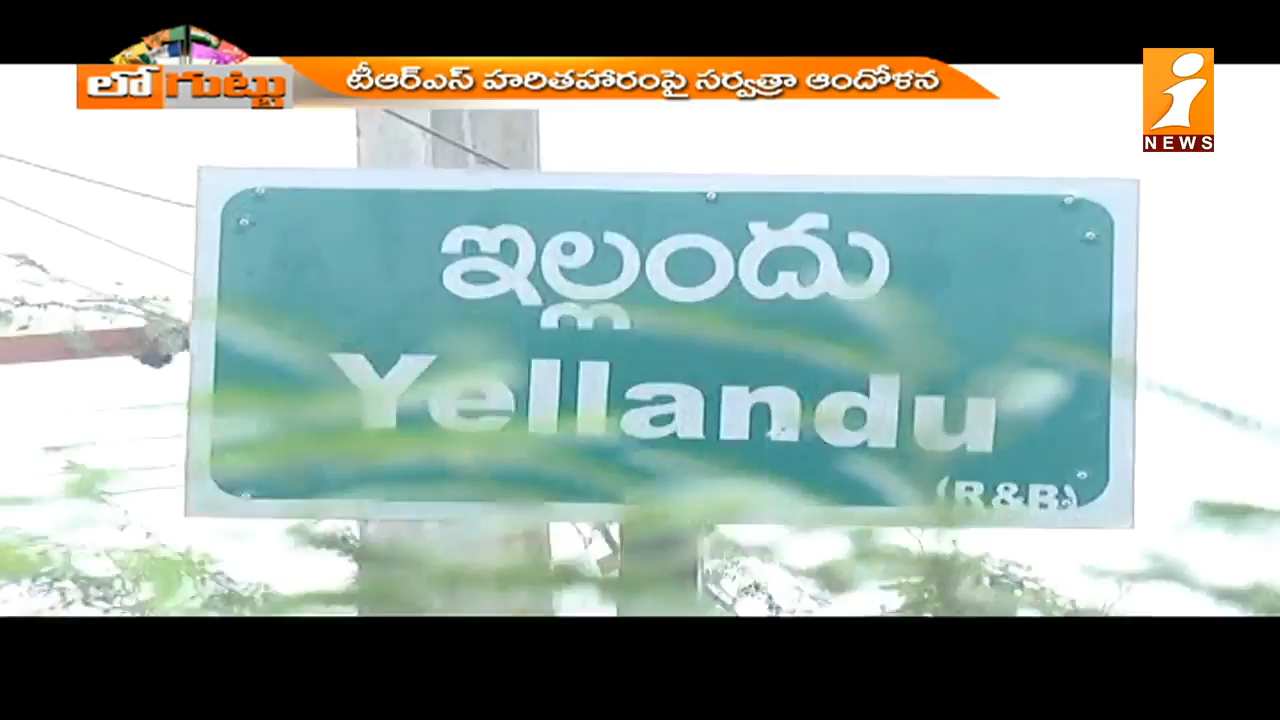 లోగుట్టు
టీఆర్ఎస్ హరితహారంపై సర్వత్రా ఆందోళన
i
NEWS
ఇల్లందు
Yellandu
(R&B)